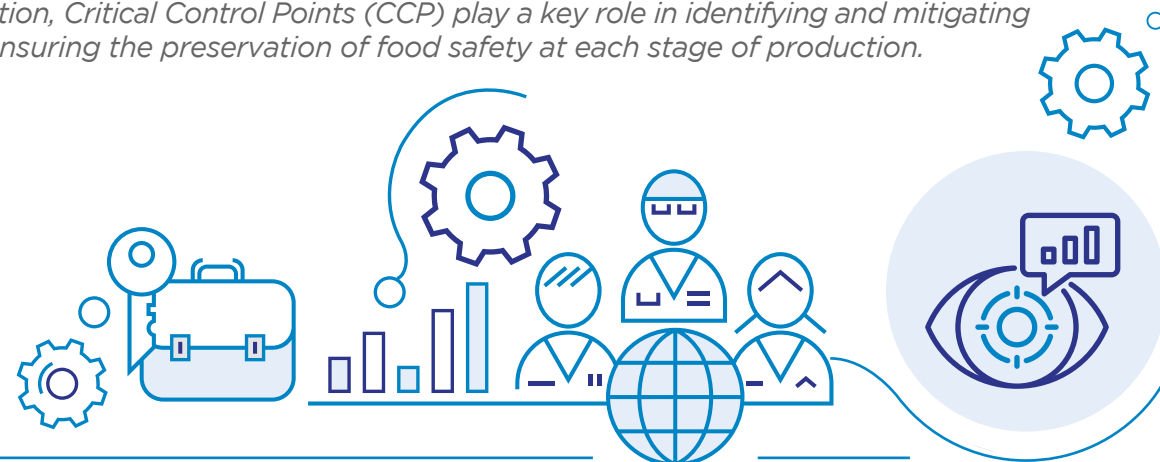 tion, Critical Control Points (CCP) play a key role in identifying and mitigating
nsuring the preservation of food safety at each stage of production.